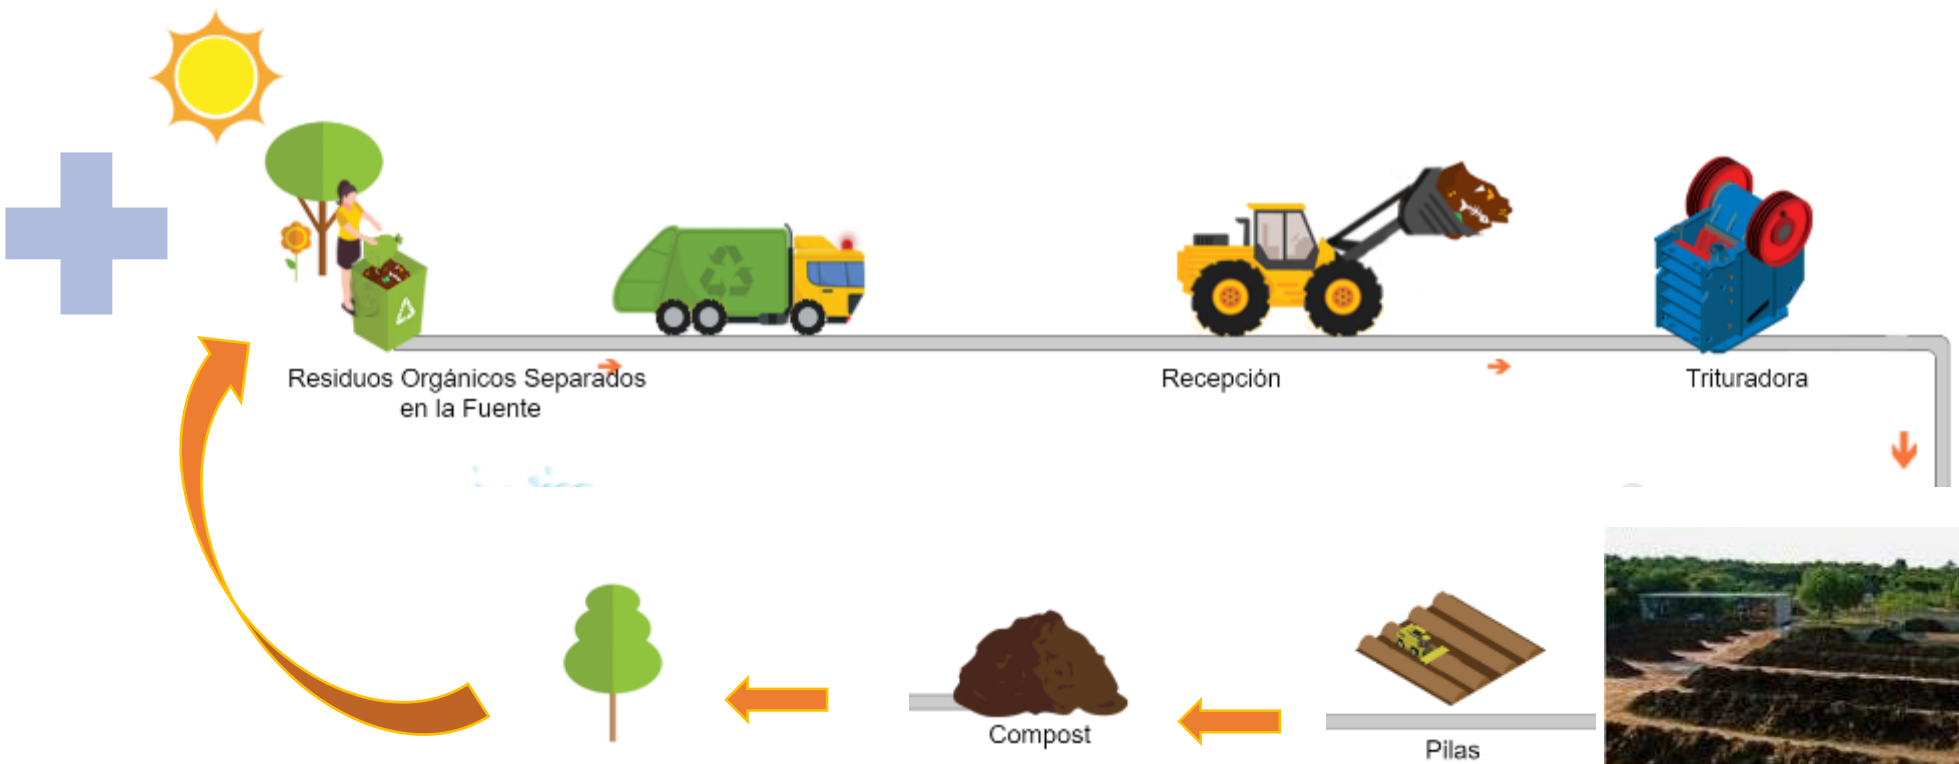 Residuos Orgánicos Separados
en la Fuente
Recepción
Trituradora
Compost
Pilas